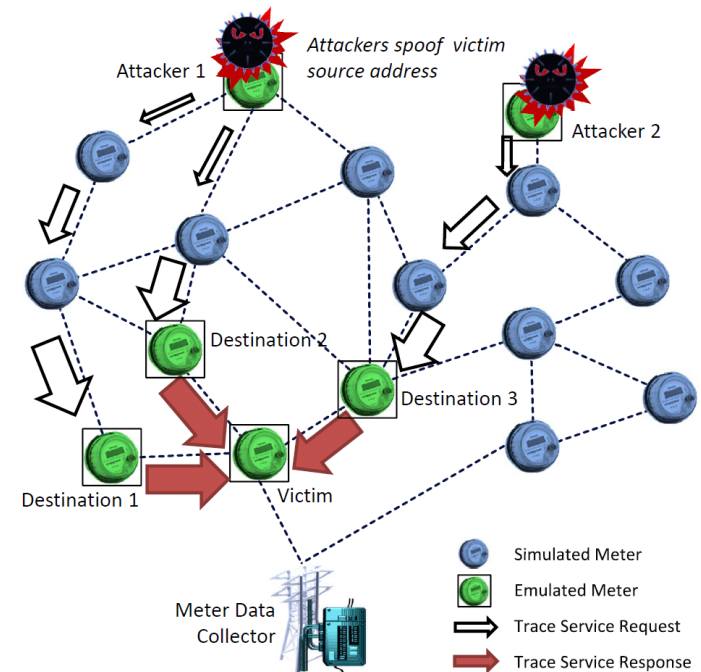 Attackers spoof victim
source address
Attacker 1
Attacker 2
Destination 2
Destination 3
Destination 1
Victim
Meter Data
Collector
Simulated Meter
Emulated Meter
Trace Service Request
Trace Service Response